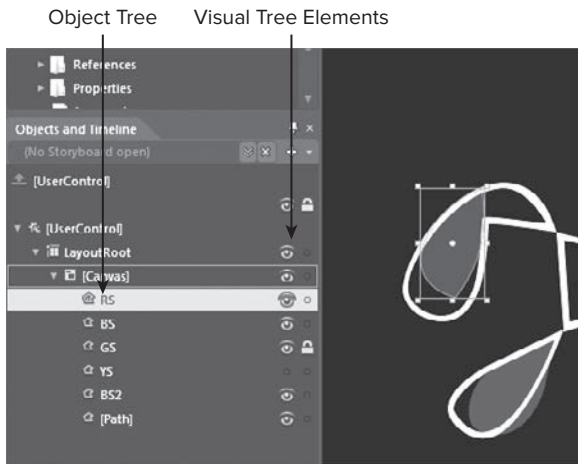 Object Tree Visual Tree Elements
References
Properties
Objects and Timeline
(No Storyboard open)
[UserControl]
[UserControl]
LayoutRoot
[Canvas]
RS
BS
GS
YS
BS2
[Path]